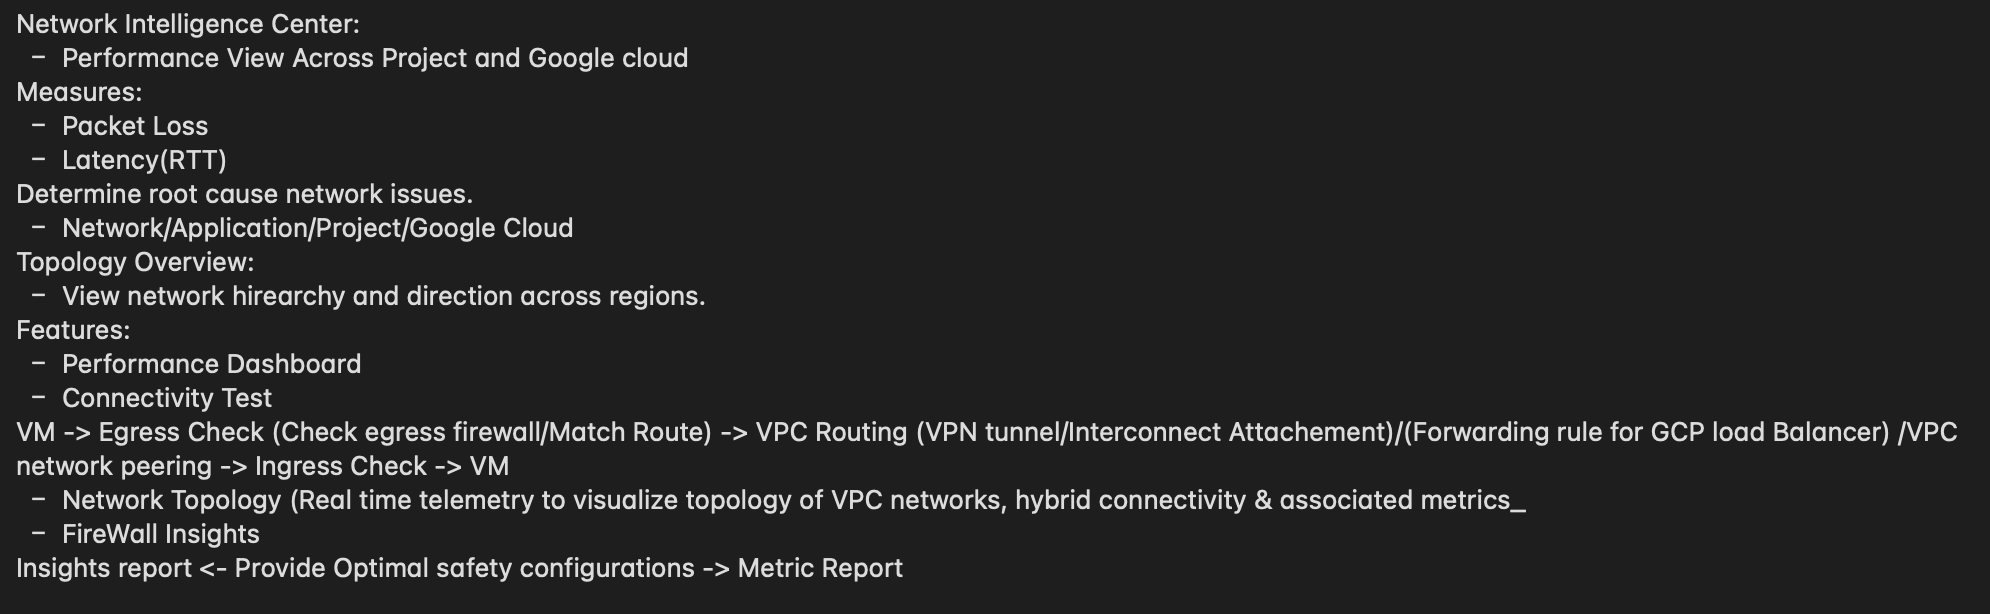 Network Intelligence Center:
– Performance View Across Project and Google cloud
Measures:
– Packet Loss
– Latency(RTT)
Determine root cause network issues.
– Network/Application/Project/Google Cloud
Topology Overview:
– View network hirearchy and direction across regions.
Features:
– Performance Dashboard
– Connectivity Test
VM -> Egress Check (Check egress firewall/Match Route) -> VPC Routing (VPN tunnel/Interconnect Attachement)/(Forwarding rule for GCP load Balancer) /VPC
network peering -> Ingress Check -> VM
– Network Topology (Real time telemetry to visualize topology of VPC networks, hybrid connectivity & associated metrics_
– FireWall Insights
Insights report <- Provide Optimal safety configurations -> Metric Report